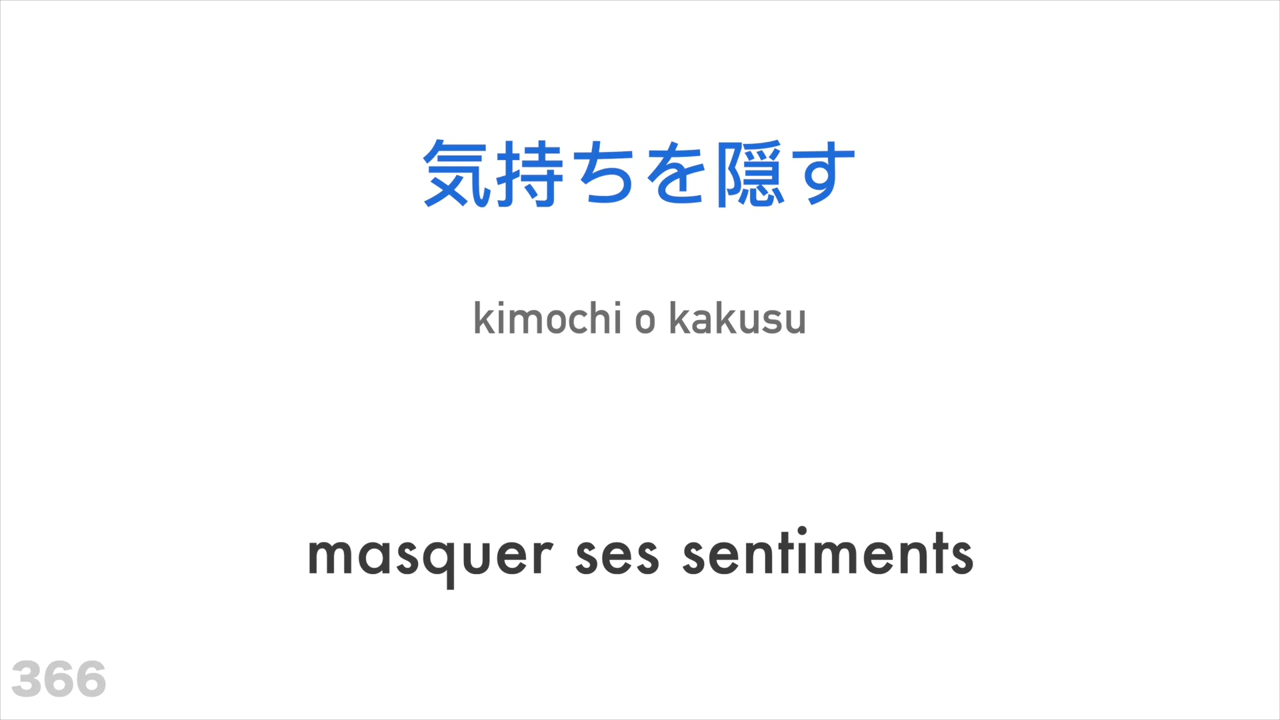 気持ちを隠す
kimochi o kakusu
masquer ses sentiments
366